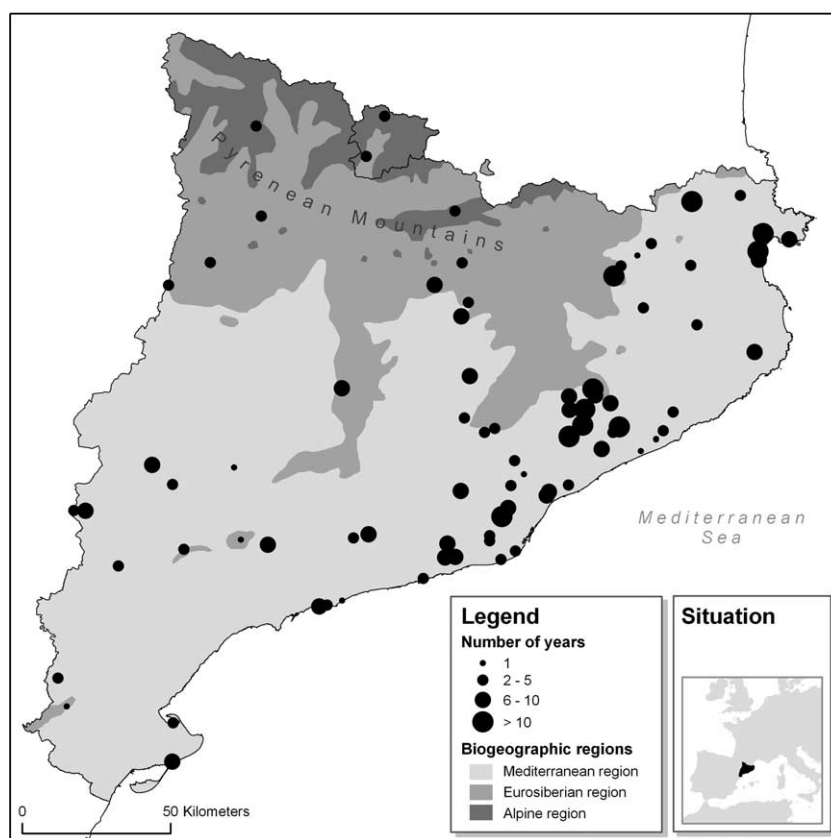 Pyrenean Mountains
Mediterranean
Sea
Legend
Number of years
1
2 - 5
6 - 10
> 10
Biogeographic regions
Mediterranean region
Eurosiberian region
Alpine region
Situation
0 50 Kilometers